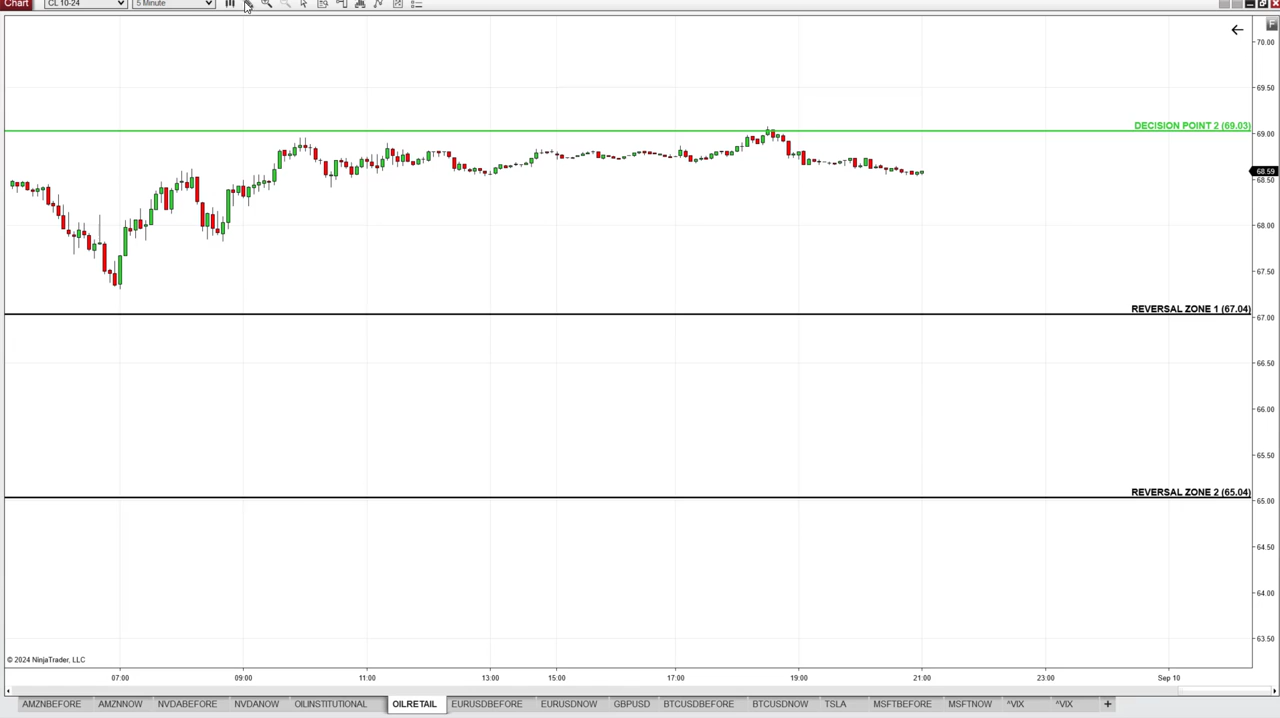 Chart CL 10-24 5 Minute
F
70.00
69.50
DECISION POINT 2 (69.03)
69.00
68.59
68.50
68.00
67.50
REVERSAL ZONE 1 (67.04)
67.00
66.50
66.00
65.50
REVERSAL ZONE 2 (65.04)
65.00
64.50
64.00
63.50
© 2024 NinjaTrader, LLC
07:00 09:00 11:00 13:00 15:00 17:00 19:00 21:00 23:00 Sep 10
AMZNBEFORE AMZNNOW NVDABEFORE NVDANOW OILINSTITUTIONAL OILRETAIL EURUSDBEFORE EURUSDNOW GBPUSD BTCUSDBEFORE BTCUSDNOW TSLA MSFTBEFORE MSFTNOW ^VIX ^VIX +